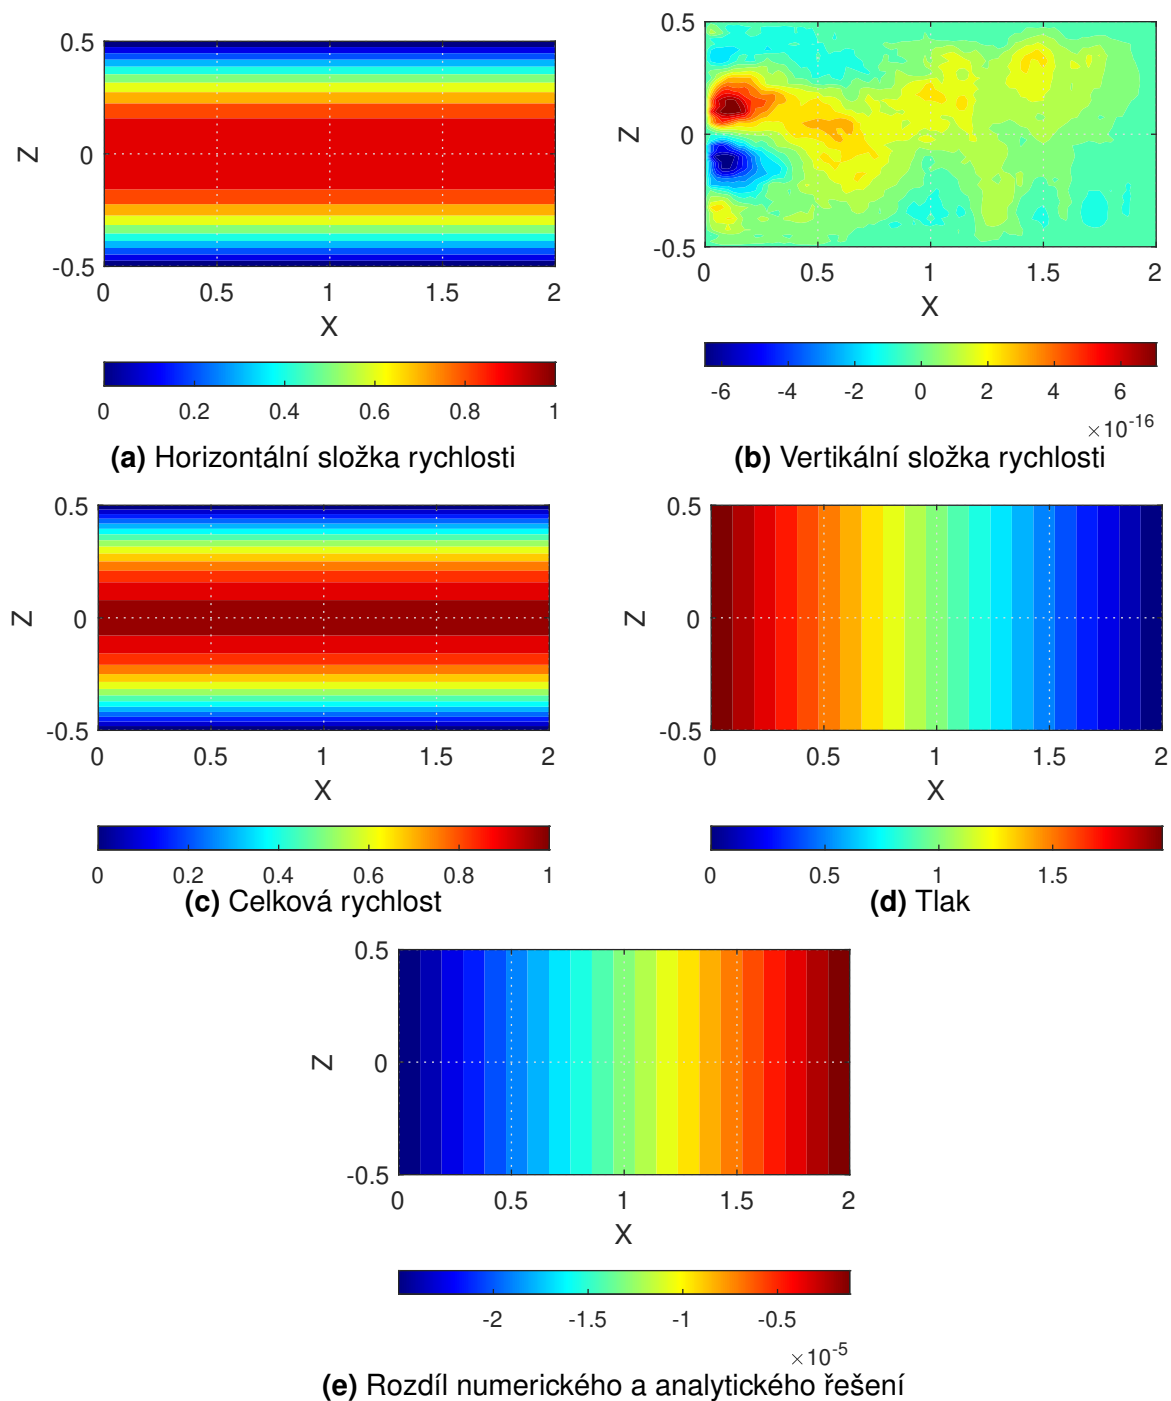 0.5
Z
0
-0.5
0 0.5 1 1.5 2
X
0 0.2 0.4 0.6 0.8 1
(a) Horizontální složka rychlosti
0.5
Z
0
-0.5
0 0.5 1 1.5 2
X
-6 -4 -2 0 2 4 6
×10-16
(b) Vertikální složka rychlosti
0.5
Z
0
-0.5
0 0.5 1 1.5 2
X
0 0.2 0.4 0.6 0.8 1
(c) Celková rychlost
0.5
Z
0
-0.5
0 0.5 1 1.5 2
X
0 0.5 1 1.5
(d) Tlak
0.5
Z
0
-0.5
0 0.5 1 1.5 2
X
-2 -1.5 -1 -0.5
×10-5
(e) Rozdíl numerického a analytického řešení